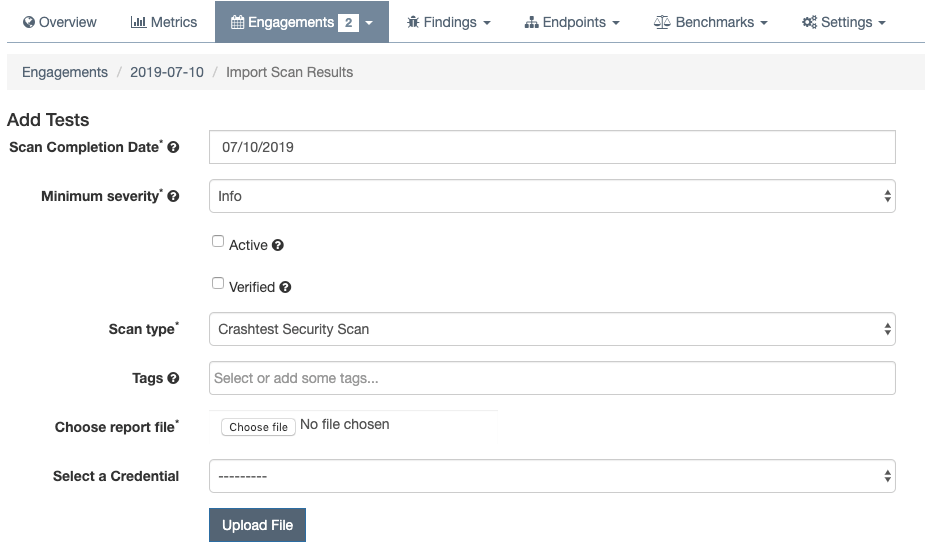 Overview Metrics Engagements 2 Findings Endpoints Benchmarks Settings
Engagements / 2019-07-10 / Import Scan Results
Add Tests
Scan Completion Date* 07/10/2019
Minimum severity* Info
Active
Verified
Scan type* Crashtest Security Scan
Tags Select or add some tags...
Choose report file* Choose file No file chosen
Select a Credential ---------
Upload File